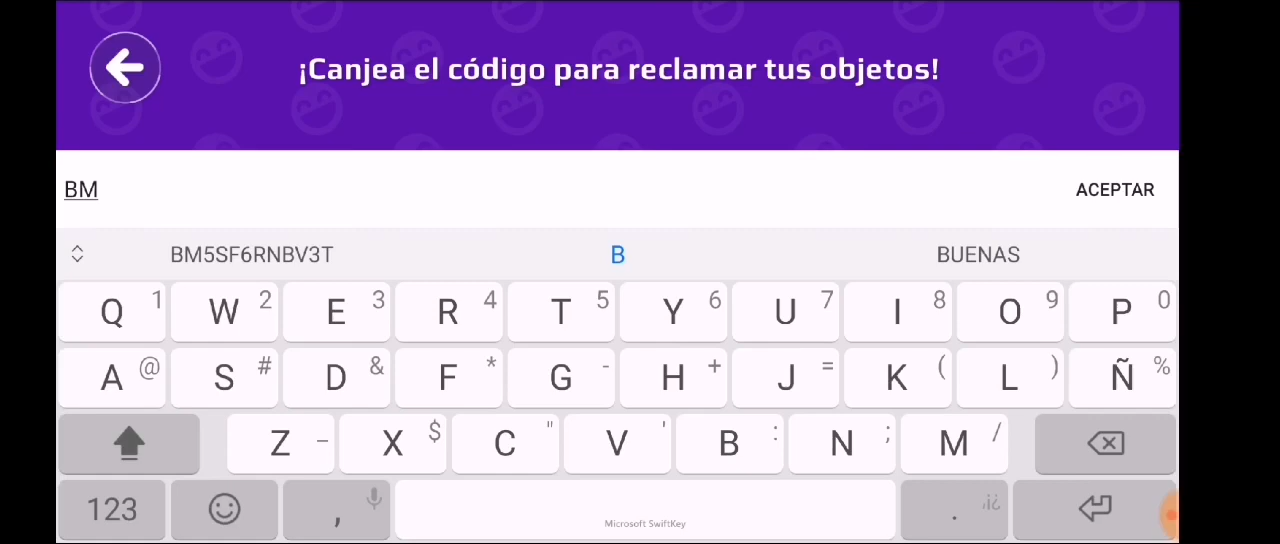 ¡Canjea el código para reclamar tus objetos!
BM ACEPTAR
BM5SF6RNBV3T B BUENAS
Q 1 W 2 E 3 R 4 T 5 Y 6 U 7 I 8 O 9 P 0
A @ S # D & F * G - H + J = K ( L ) Ñ %
Z _ X $ C " V ' B : N ; M /
123 , . ,¡¿
Microsoft SwiftKey